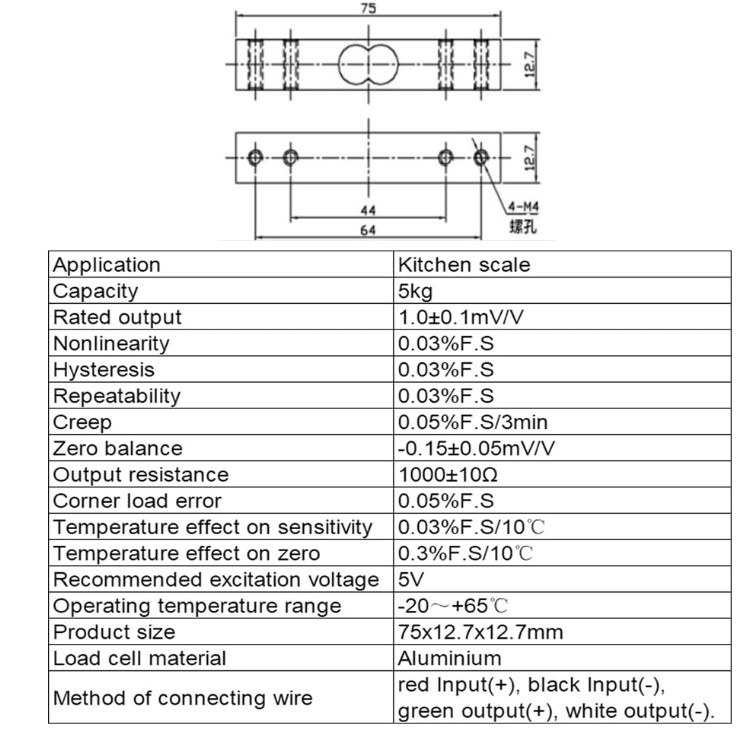 75
12.7
12.7
4-M4
螺孔
44
64
Application Kitchen scale
Capacity 5kg
Rated output 1.0±0.1mV/V
Nonlinearity 0.03%F.S
Hysteresis 0.03%F.S
Repeatability 0.03%F.S
Creep 0.05%F.S/3min
Zero balance -0.15±0.05mV/V
Output resistance 1000±10Ω
Corner load error 0.05%F.S
Temperature effect on sensitivity 0.03%F.S/10℃
Temperature effect on zero 0.3%F.S/10℃
Recommended excitation voltage 5V
Operating temperature range -20～+65℃
Product size 75x12.7x12.7mm
Load cell material Aluminium
Method of connecting wire red Input(+), black Input(-),
green output(+), white output(-).